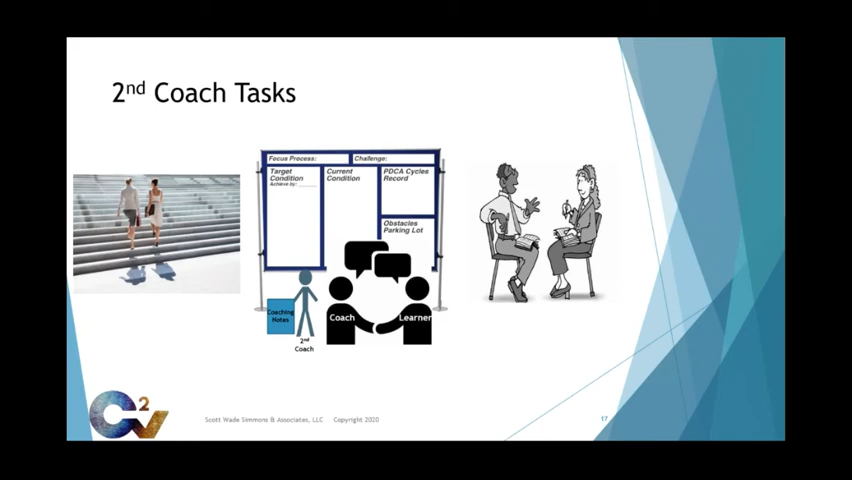 2nd Coach Tasks
Focus Process:
Challenge:
Target
Condition
Achieve by:
Current
Condition
PDCA Cycles
Record
Obstacles
Parking Lot
Coaching
Notes
2nd
Coach
Coach
Learner
C2V
Scott Wade Simmons & Associates, LLC Copyright 2020
17